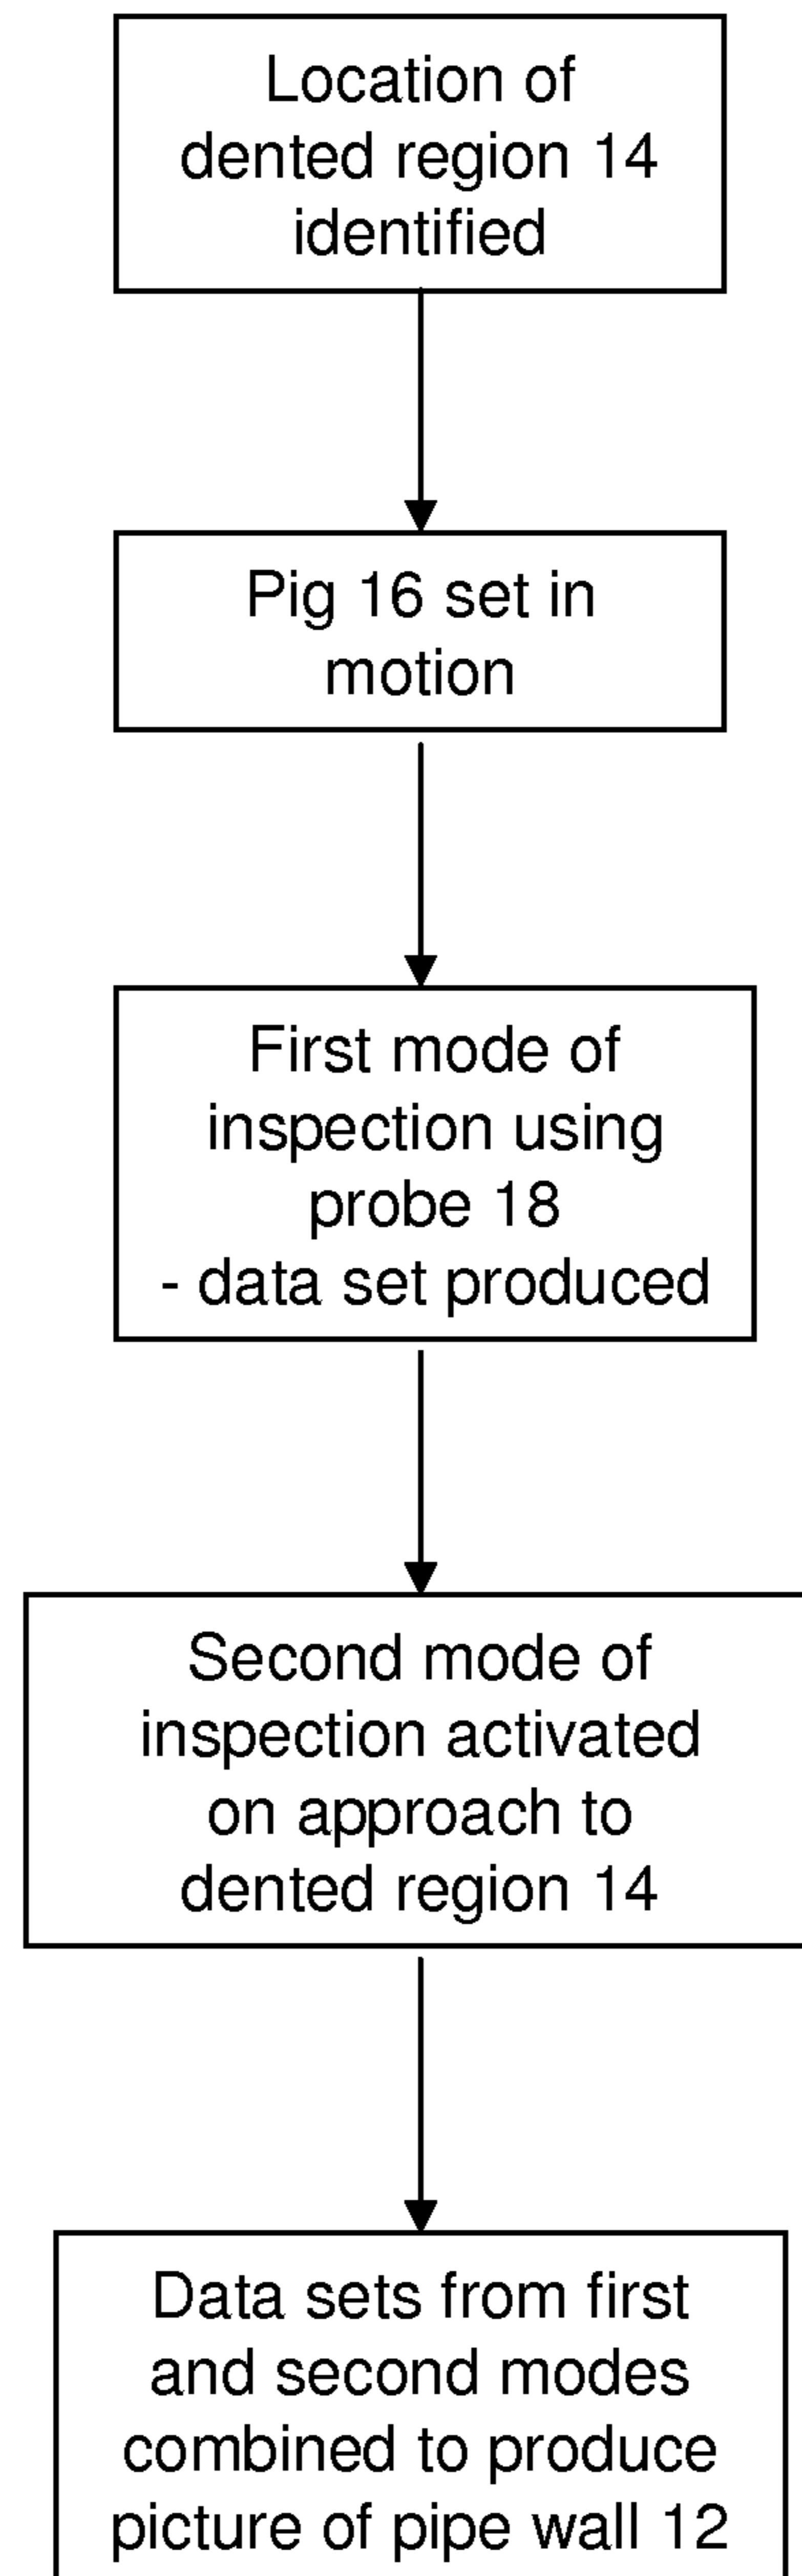 Location of
dented region 14
identified
Pig 16 set in
motion
First mode of
inspection using
probe 18
- data set produced
Second mode of
inspection activated
on approach to
dented region 14
Data sets from first
and second modes
combined to produce
picture of pipe wall 12